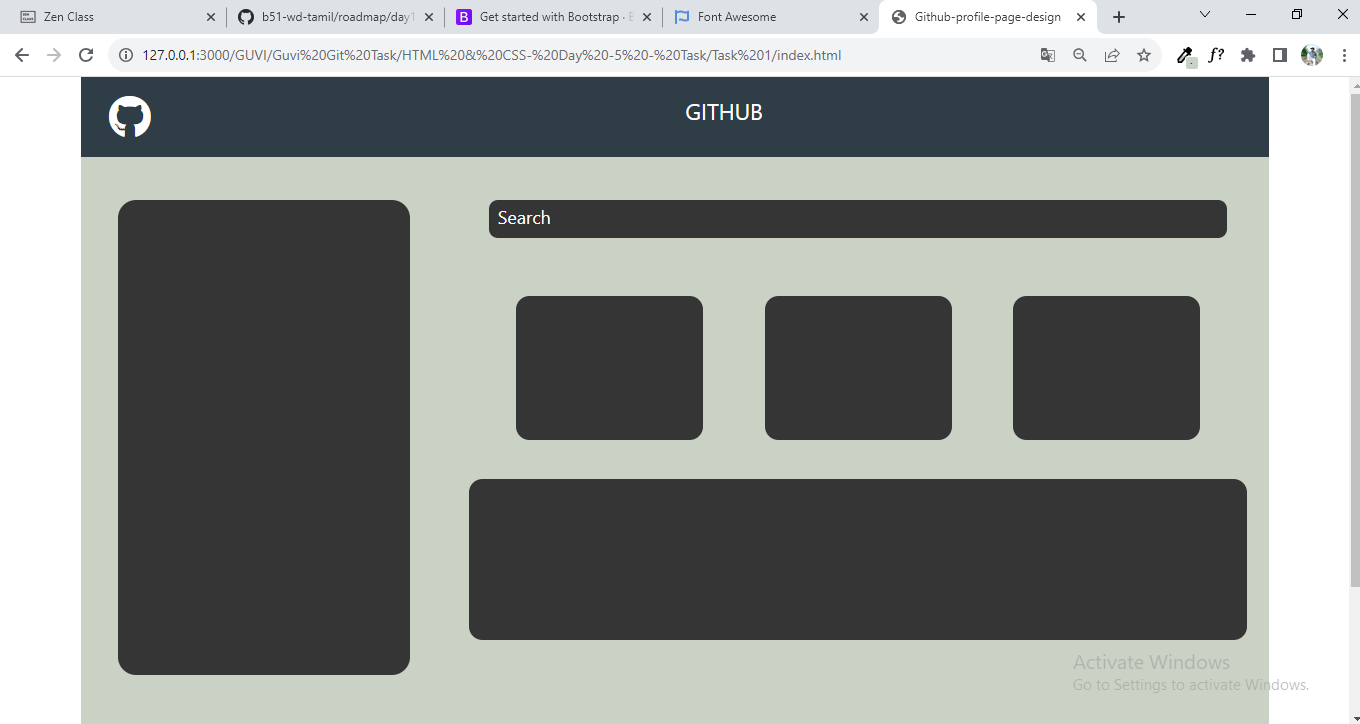 Zen Class
b51-wd-tamil/roadmap/day1
Get started with Bootstrap ·
Font Awesome
Github-profile-page-design
127.0.0.1:3000/GUVI/Guvi%20Git%20Task/HTML%20&%20CSS-%20Day%20-5%20-%20Task/Task%201/index.html
f?
GITHUB
Search
Activate Windows
Go to Settings to activate Windows.